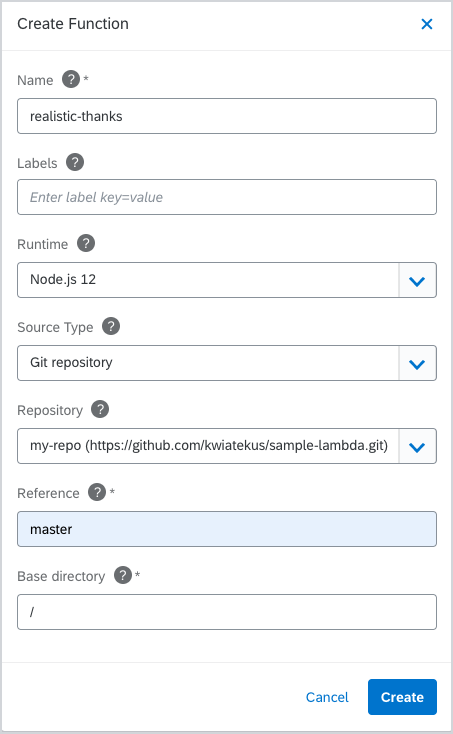 Create Function
Name ? *
realistic-thanks
Labels ?
Enter label key=value
Runtime ?
Node.js 12
Source Type ?
Git repository
Repository ?
my-repo (https://github.com/kwiatekus/sample-lambda.git)
Reference ? *
master
Base directory ? *
/
Cancel Create